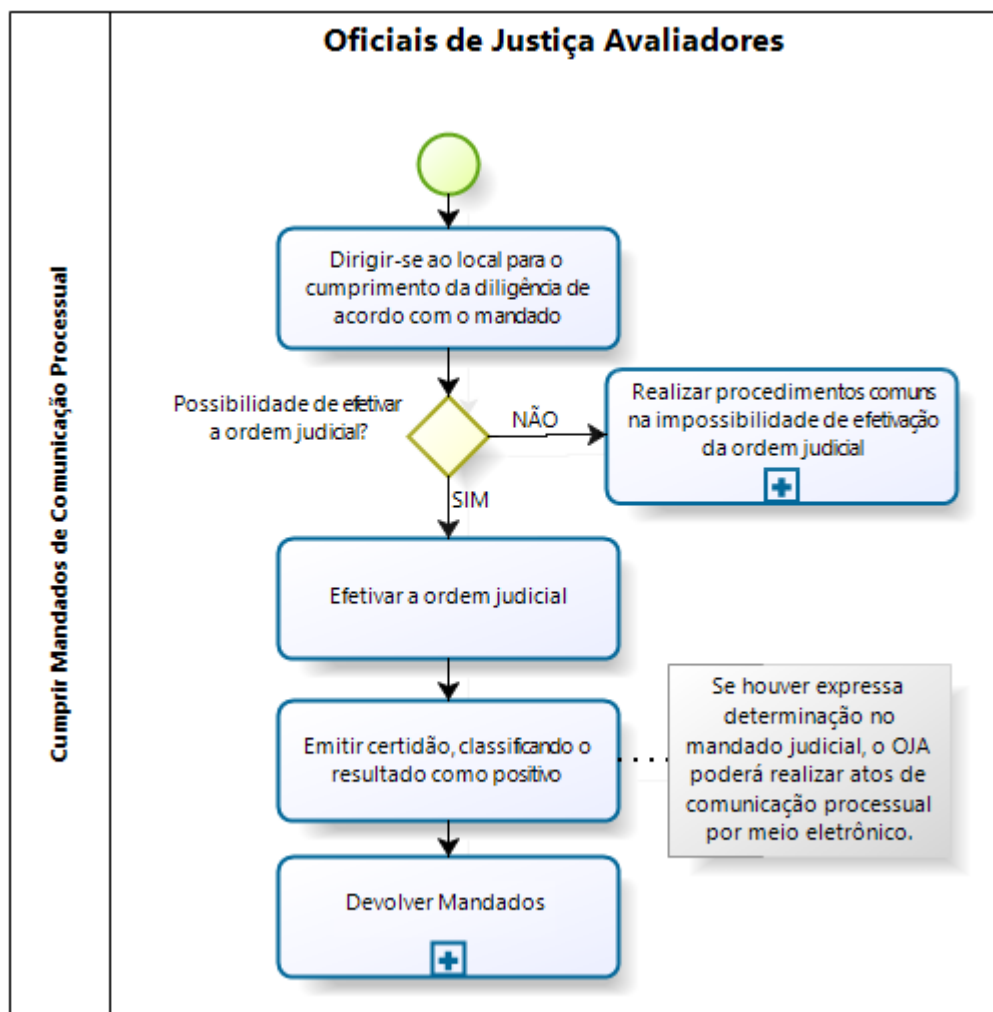 Oficiais de Justiça Avaliadores
Cumprir Mandados de Comunicação Processual
Dirigir-se ao local para o
cumprimento da diligência de
acordo com o mandado
Possibilidade de efetivar
a ordem judicial?
NÃO
Realizar procedimentos comuns
na impossibilidade de efetivação
da ordem judicial
SIM
Efetivar a ordem judicial
Emitir certidão, classificando o
resultado como positivo
Se houver expressa
determinação no
mandado judicial, o OJA
poderá realizar atos de
comunicação processual
por meio eletrônico.
Devolver Mandados